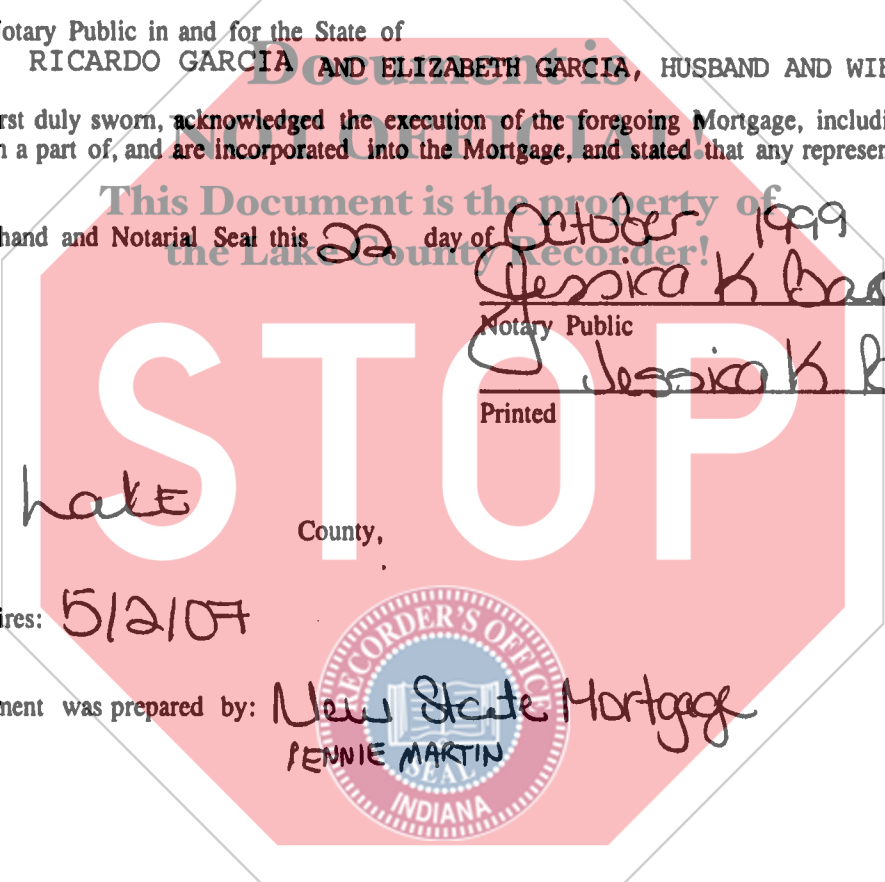 Notary Public in and for the State of
RICARDO GARCIA AND ELIZABETH GARCIA, HUSBAND AND WIFE
rst duly sworn, acknowledged the execution of the foregoing Mortgage, includi
n a part of, and are incorporated into the Mortgage, and stated that any represen
Document is
NOT OFFICIAL!
This Document is the property of
the Lake County Recorder!
hand and Notarial Seal this 22 day of October 1999
Jessica K
Notary Public
Jessica K
Printed
STOP
Lake
County,
ires: 5/2/07
ment was prepared by: New State Mortgage
PENNIE MARTIN
RECORDER'S OFFICE
SEAL
INDIANA